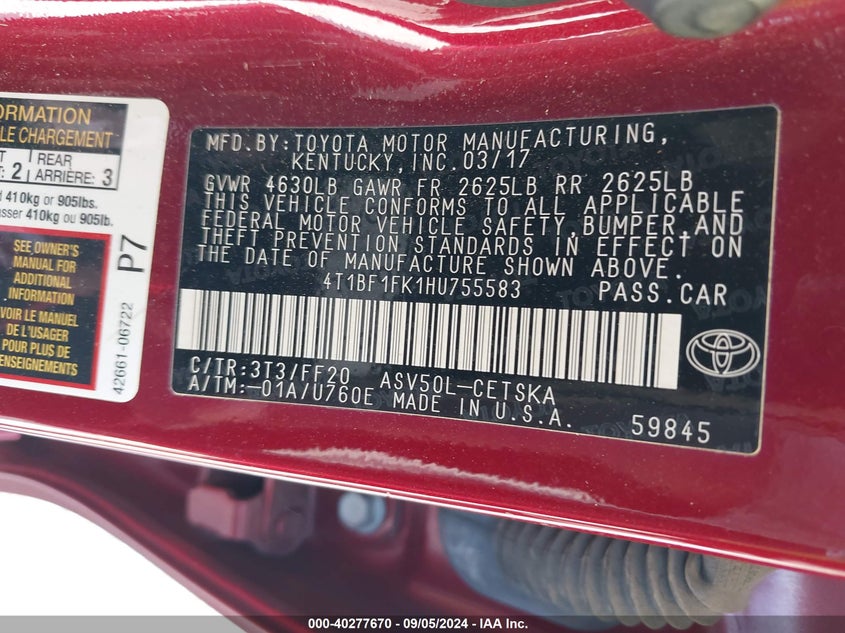 ORMATION
LE CHARGEMENT
T
: 2
REAR
ARRIÈRE: 3
d 410kg or 905lbs.
sser 410kg ou 905lb.
SEE OWNER'S
MANUAL FOR
ADDITIONAL
INFORMATION
VOIR LE MANUEL
DE L'USAGER
POUR PLUS DE
ENSEIGNEMENTS
P7
42661-06722
MFD.BY:TOYOTA MOTOR MANUFACTURING,
KENTUCKY,INC.03/17
GVWR 4630LB GAWR FR 2625LB RR 2625LB
THIS VEHICLE CONFORMS TO ALL APPLICABLE
FEDERAL MOTOR VEHICLE SAFETY,BUMPER,AND
THEFT PREVENTION STANDARDS IN EFFECT ON
THE DATE OF MANUFACTURE SHOWN ABOVE.
4T1BF1FK1HU755583 PASS.CAR
C/TR:3T3/FF20 ASV50L-CETSKA
A/TM:-01A/U760E MADE IN U.S.A.
59845
000-40277670 - 09/05/2024 - IAA Inc.